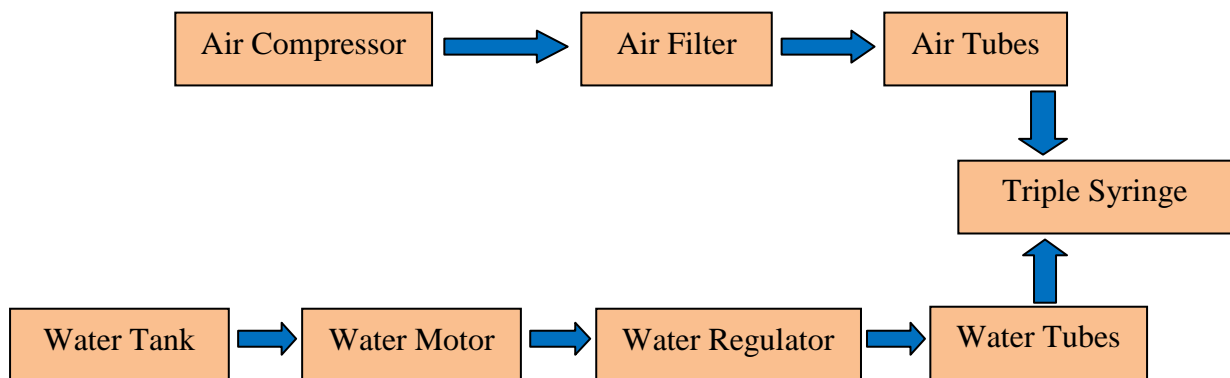 Air Compressor
Air Filter
Air Tubes
Triple Syringe
Water Tank
Water Motor
Water Regulator
Water Tubes